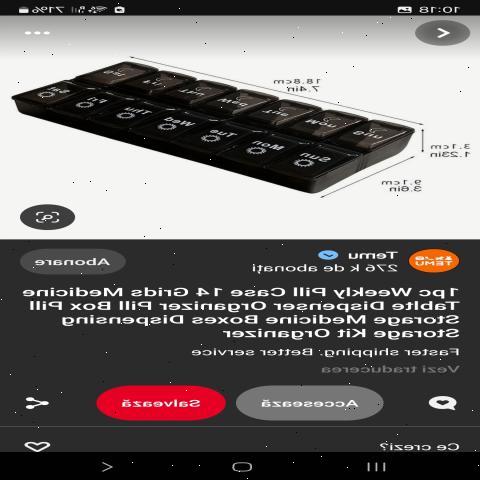 10:18
71%
18.8cm
7.4in
3.1cm
1.23in
9.1cm
3.6in
Sun Mon Tue Wed Thu Fri Sat
TEMU
Temu
276 k de abonați
Abonare
1pc Weekly Pill Case 14 Grids Medicine
Tablte Dispenser Organizer Pill Box Pill
Storage Medicine Boxes Dispensing
Storage Kit Organizer
Faster shipping. Better service
Vezi traducerea
Accesează
Salvează
Ce crezi?